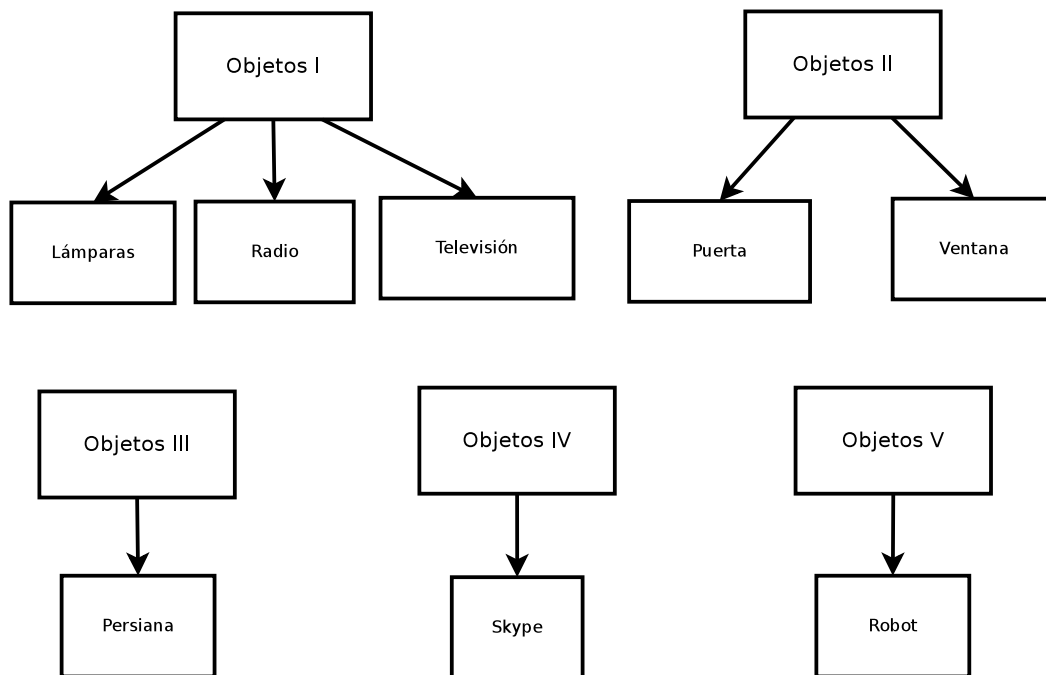 Objetos I
Objetos II
Lámparas
Radio
Televisión
Puerta
Ventana
Objetos III
Objetos IV
Objetos V
Persiana
Skype
Robot